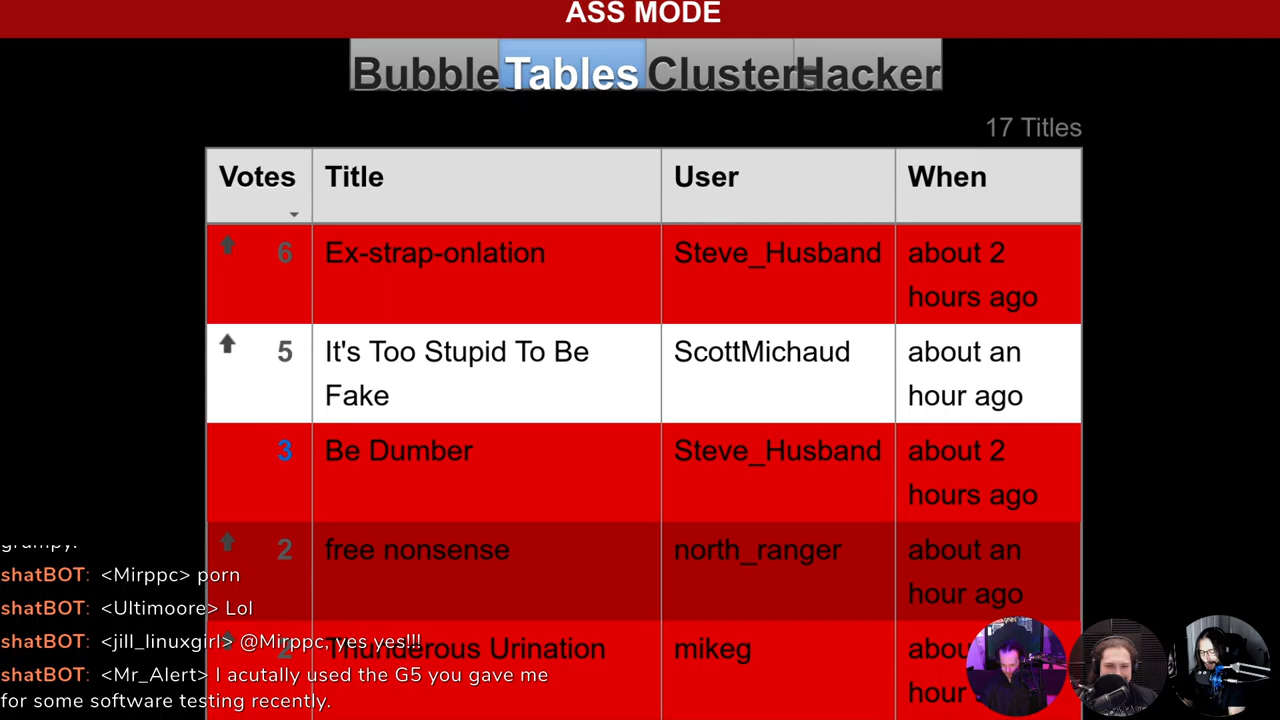 ASS MODE
Bubble Tables Clusters Hacker
17 Titles
Votes Title User When
6 Ex-strap-onlation Steve_Husband about 2
hours ago
5 It's Too Stupid To Be ScottMichaud about an
Fake hour ago
3 Be Dumber Steve_Husband about 2
hours ago
2 free nonsense north_ranger about an
hour ago
2 Thunderous Urination mikeg
hour
grumpy.
shatBOT: <Mirppc> porn
shatBOT: <Ultimoore> Lol
shatBOT: <jill_linuxgirl> @Mirppc, yes yes!!!
shatBOT: <Mr_Alert> I acutally used the G5 you gave me
for some software testing recently.